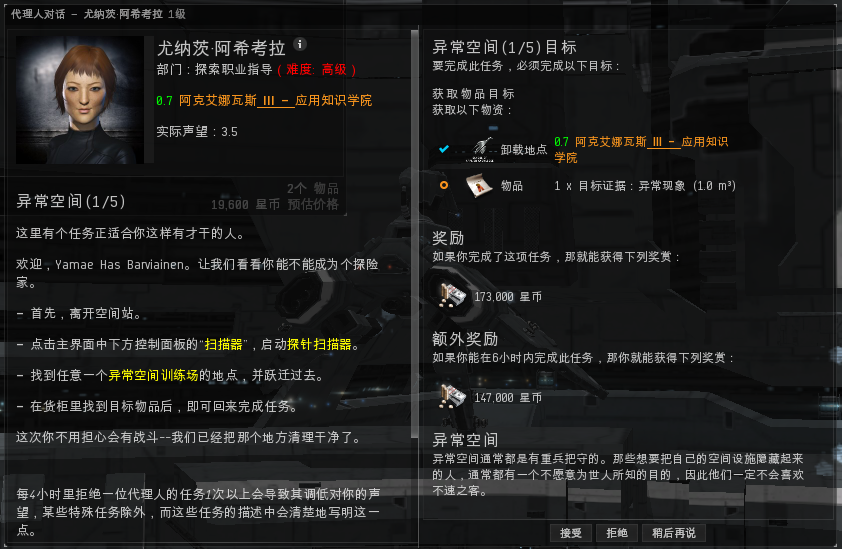 代理人对话 - 尤纳茨·阿希考拉 1级
尤纳茨·阿希考拉
部门：探索职业指导 ( 难度: 高级 )
0.7 阿克艾娜瓦斯 III - 应用知识学院
实际声望：3.5
2个 物品
19,600 星币 预估价格
异常空间(1/5)
这里有个任务正适合你这样有才干的人。
欢迎，Yamae Has Barviainen。让我们看看你能不能成为个探险
家。
- 首先，离开空间站。
- 点击主界面中下方控制面板的“扫描器”，启动探针扫描器。
- 找到任意一个异常空间训练场的地点，并跃迁过去。
- 在货柜里找到目标物品后，即可回来完成任务。
这次你不用担心会有战斗--我们已经把那个地方清理干净了。
每4小时里拒绝一位代理人的任务1次以上会导致其调低对你的声
望，某些特殊任务除外，而这些任务的描述中会清楚地写明这一
点。
异常空间(1/5)目标
要完成此任务，必须完成以下目标：
获取物品目标
获取以下物资：
卸载地点
0.7 阿克艾娜瓦斯 III - 应用知识
学院
物品
1 x 目标证据：异常现象 (1.0 m³)
奖励
如果你完成了这项任务，那就能获得下列奖赏：
173,000 星币
额外奖励
如果你能在6小时内完成此任务，那你就能获得下列奖赏：
147,000 星币
异常空间
异常空间通常都是有重兵把守的。那些想要把自己的空间设施隐藏起来
的人，通常都有一个不愿意为世人所知的目的，因此他们一定不会喜欢
不速之客。
接受
拒绝
稍后再说